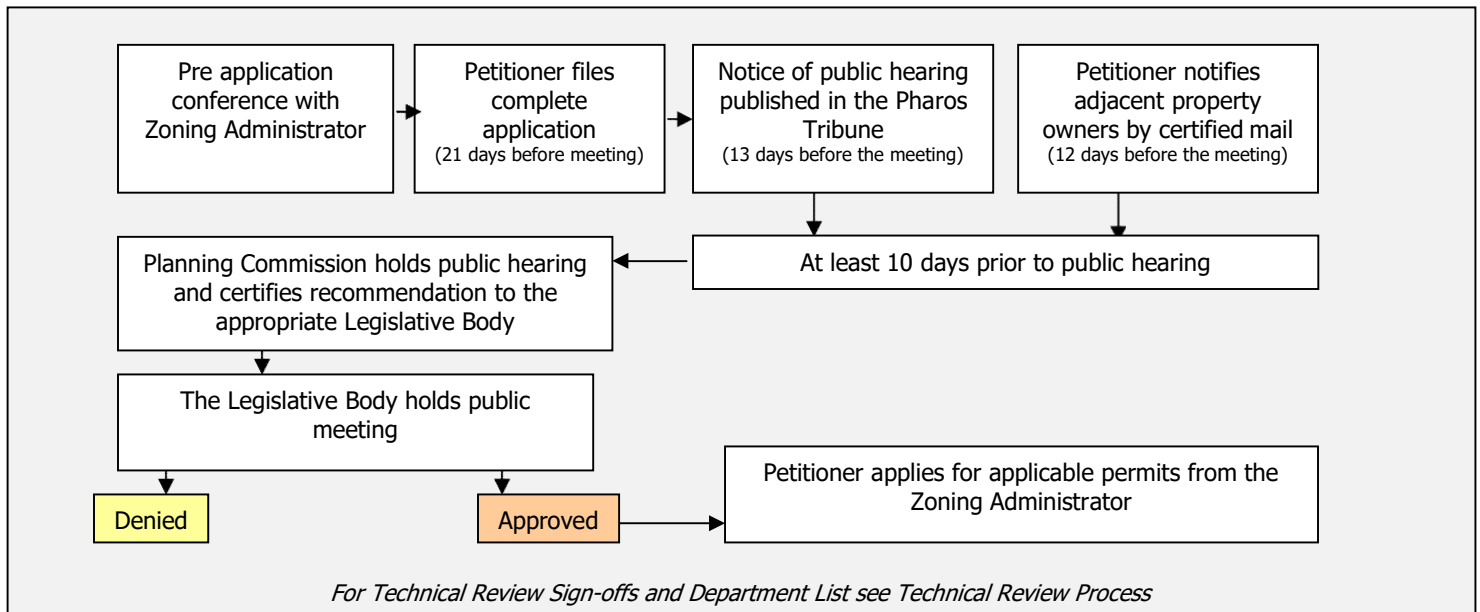 Pre application
conference with
Zoning Administrator
Petitioner files
complete
application
(21 days before meeting)
Notice of public hearing
published in the Pharos
Tribune
(13 days before the meeting)
Petitioner notifies
adjacent property
owners by certified mail
(12 days before the meeting)
At least 10 days prior to public hearing
Planning Commission holds public hearing
and certifies recommendation to the
appropriate Legislative Body
The Legislative Body holds public
meeting
Denied
Approved
Petitioner applies for applicable permits from the
Zoning Administrator
For Technical Review Sign-offs and Department List see Technical Review Process